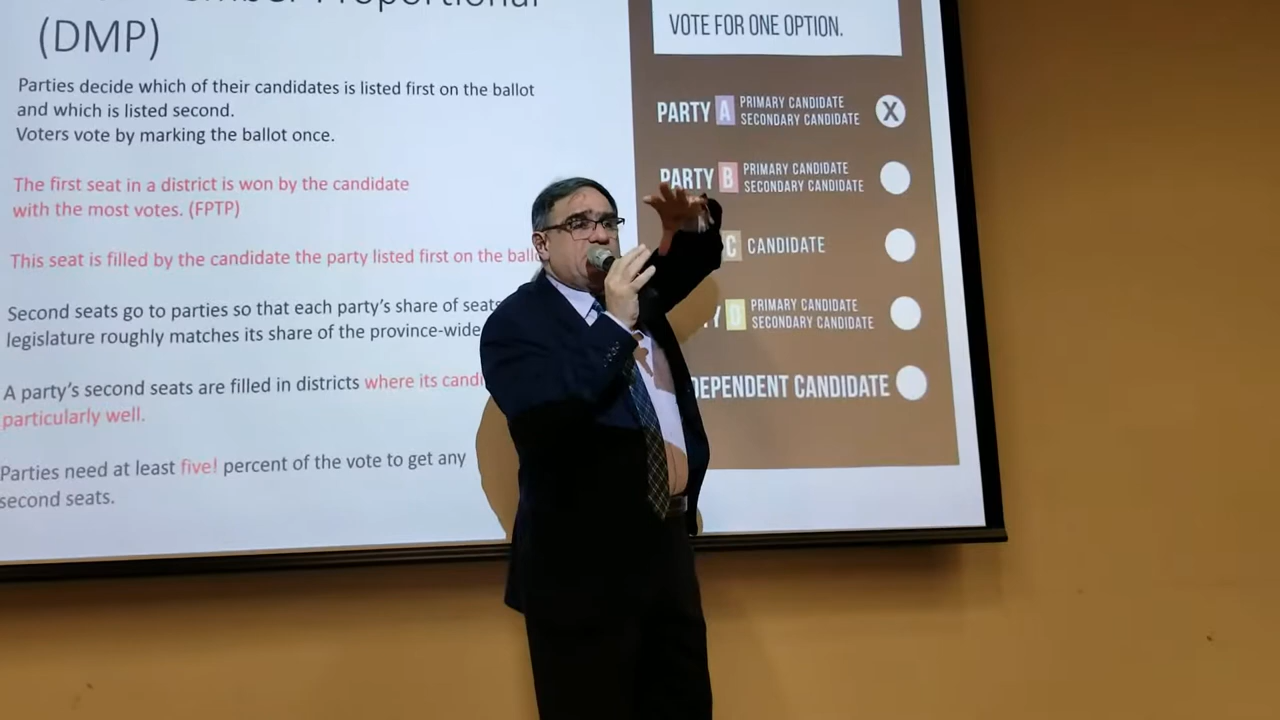 Proportional
(DMP)
Parties decide which of their candidates is listed first on the ballot
and which is listed second.
Voters vote by marking the ballot once.
The first seat in a district is won by the candidate
with the most votes. (FPTP)
This seat is filled by the candidate the party listed first on the
Second seats go to parties so that each party's share of seats
legislature roughly matches its share of the province-wide
A party's second seats are filled in districts where its
particularly well.
Parties need at least five! percent of the vote to get any
second seats.
VOTE FOR ONE OPTION.
PARTY A PRIMARY CANDIDATE
SECONDARY CANDIDATE X
PARTY B PRIMARY CANDIDATE
SECONDARY CANDIDATE
C CANDIDATE
D PRIMARY CANDIDATE
SECONDARY CANDIDATE
CANDIDATE